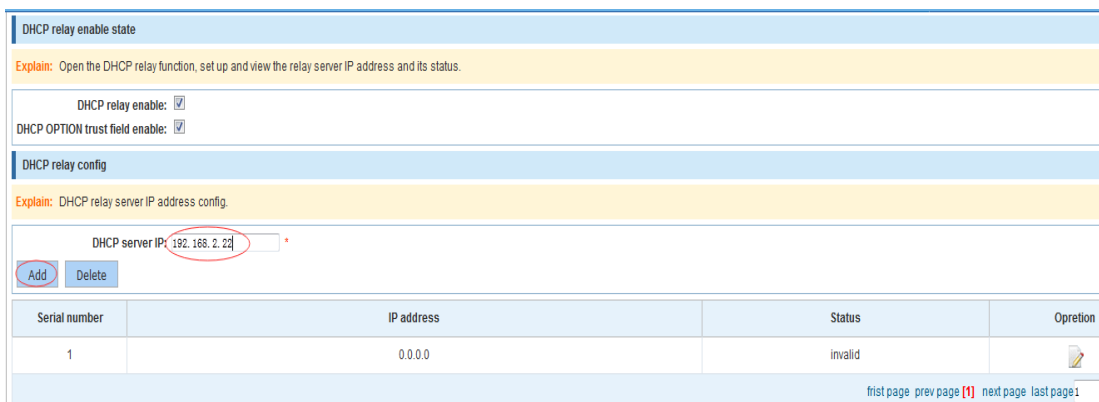 DHCP relay enable state
Explain: Open the DHCP relay function, set up and view the relay server IP address and its status.
DHCP relay enable:
DHCP OPTION trust field enable:
DHCP relay config
Explain: DHCP relay server IP address config.
DHCP server IP: 192.168.2.22 *
Add Delete
Serial number IP address Status Opretion
1 0.0.0.0 invalid
frist page prev page [1] next page last page 1